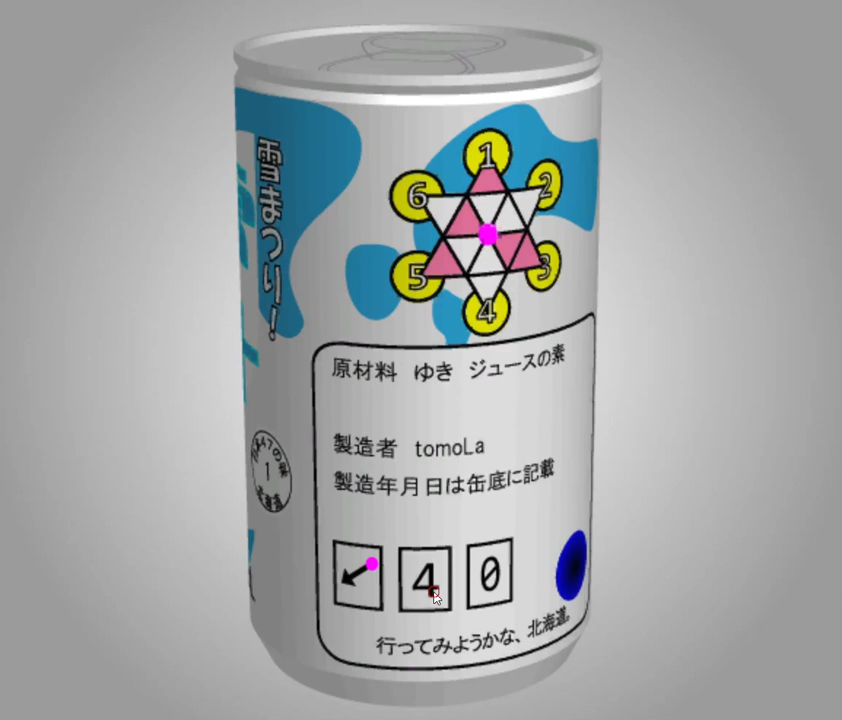 雪まつり!
1
6
2
5
3
4
原材料 ゆき ジュースの素
製造者 tomoLa
製造年月日は缶底に記載
1
4 0
行ってみようかな、北海道。